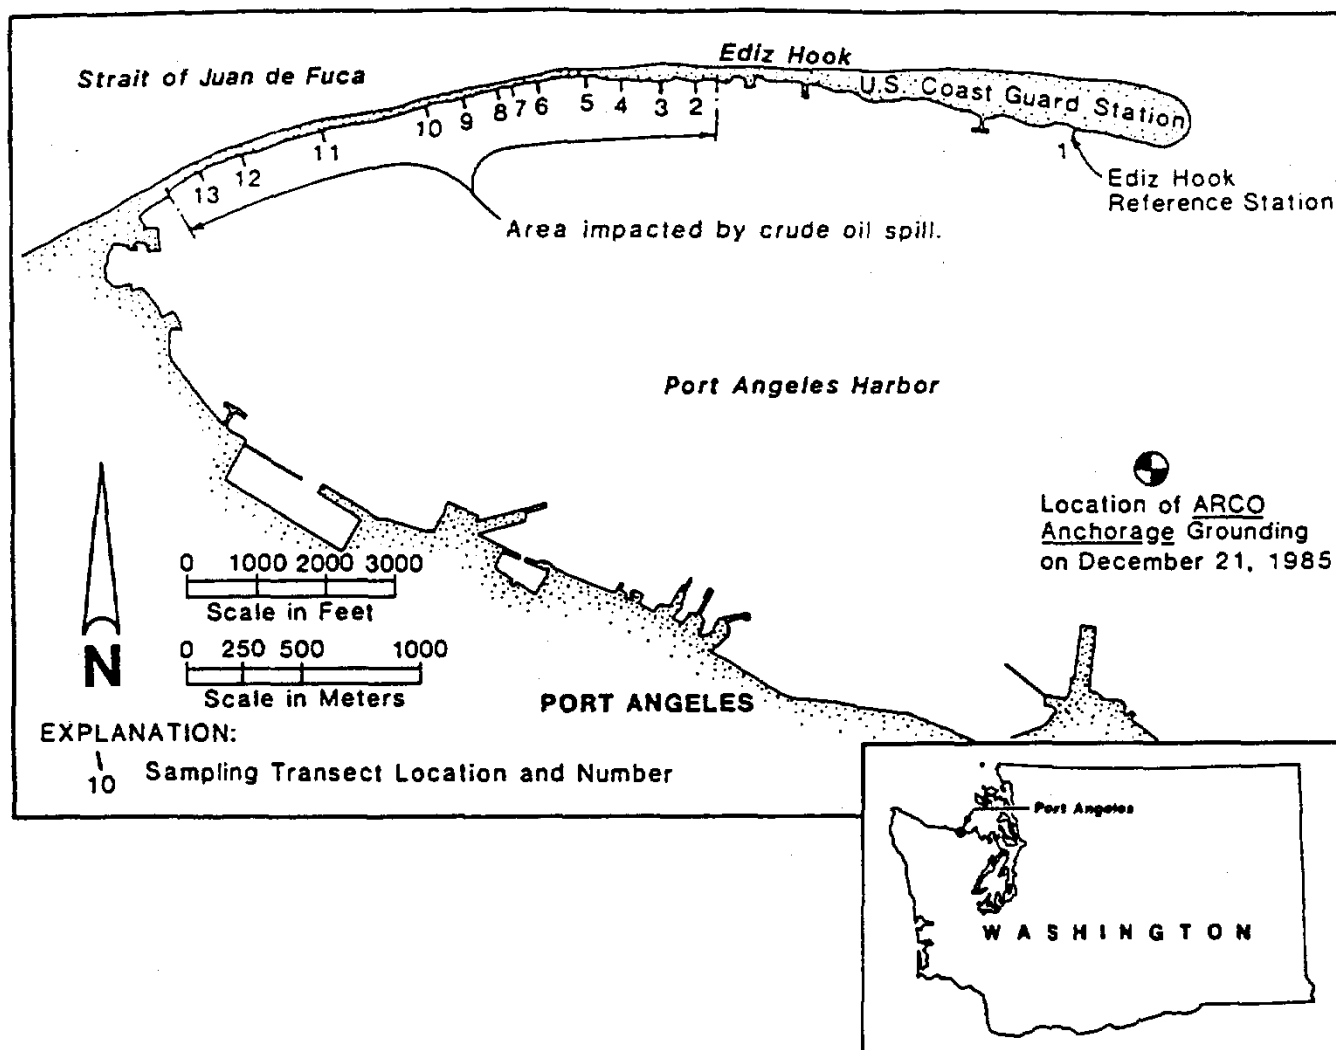 Ediz Hook
Strait of Juan de Fuca
U.S. Coast Guard Station
13 12 11 10 9 8 7 6 5 4 3 2
1
Ediz Hook
Reference Station
Area impacted by crude oil spill.
Port Angeles Harbor
Location of ARCO
Anchorage Grounding
on December 21, 1985
0 1000 2000 3000
Scale in Feet
0 250 500 1000
Scale in Meters
N
PORT ANGELES
EXPLANATION:
10 Sampling Transect Location and Number
Port Angeles
WASHINGTON